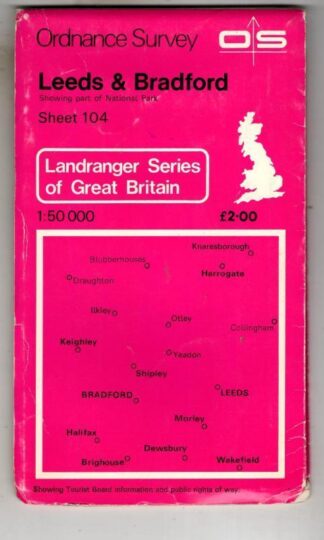 Ordnance Survey OS
Leeds & Bradford
Showing part of National Park
Sheet 104
Landranger Series
of Great Britain
1:50 000 £2·00
Knaresborough
Blubberhouses
Harrogate
Draughton
Ilkley
Otley
Collingham
Keighley
Yeadon
Shipley
BRADFORD
LEEDS
Morley
Halifax
Dewsbury
Brighouse
Wakefield
Showing Tourist Board information and public rights of way